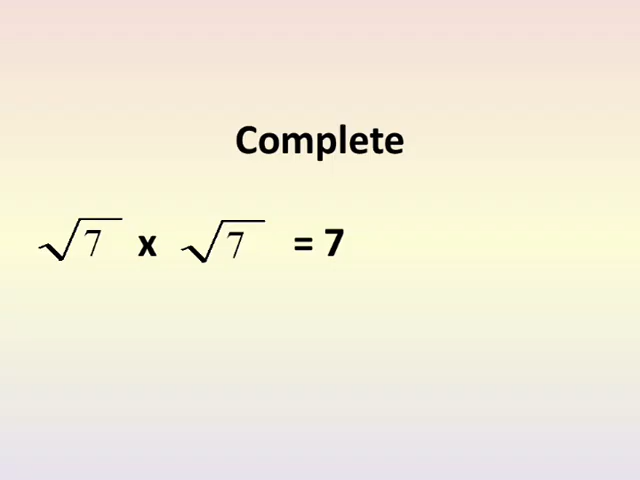 Complete
√7 x √7 = 7